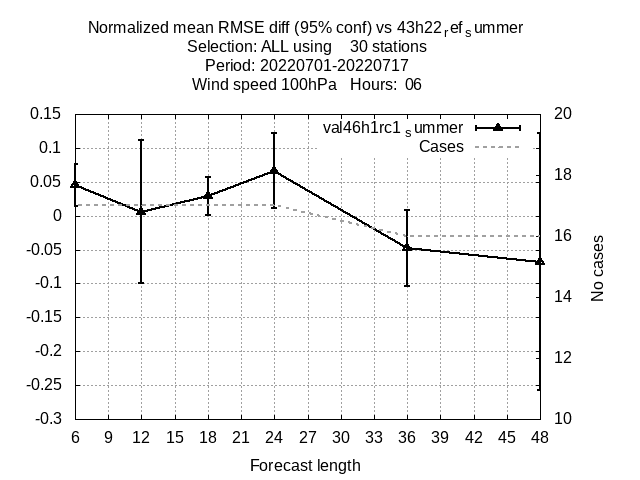 Normalized mean RMSE diff (95% conf) vs 43h22refsummer
Selection: ALL using 30 stations
Period: 20220701-20220717
Wind speed 100hPa Hours: 06
0.15
0.1
0.05
0
-0.05
-0.1
-0.15
-0.2
-0.25
-0.3
val46h1rc1summer
Cases
20
18
16
14
12
10
No cases
6 9 12 15 18 21 24 27 30 33 36 39 42 45 48
Forecast length